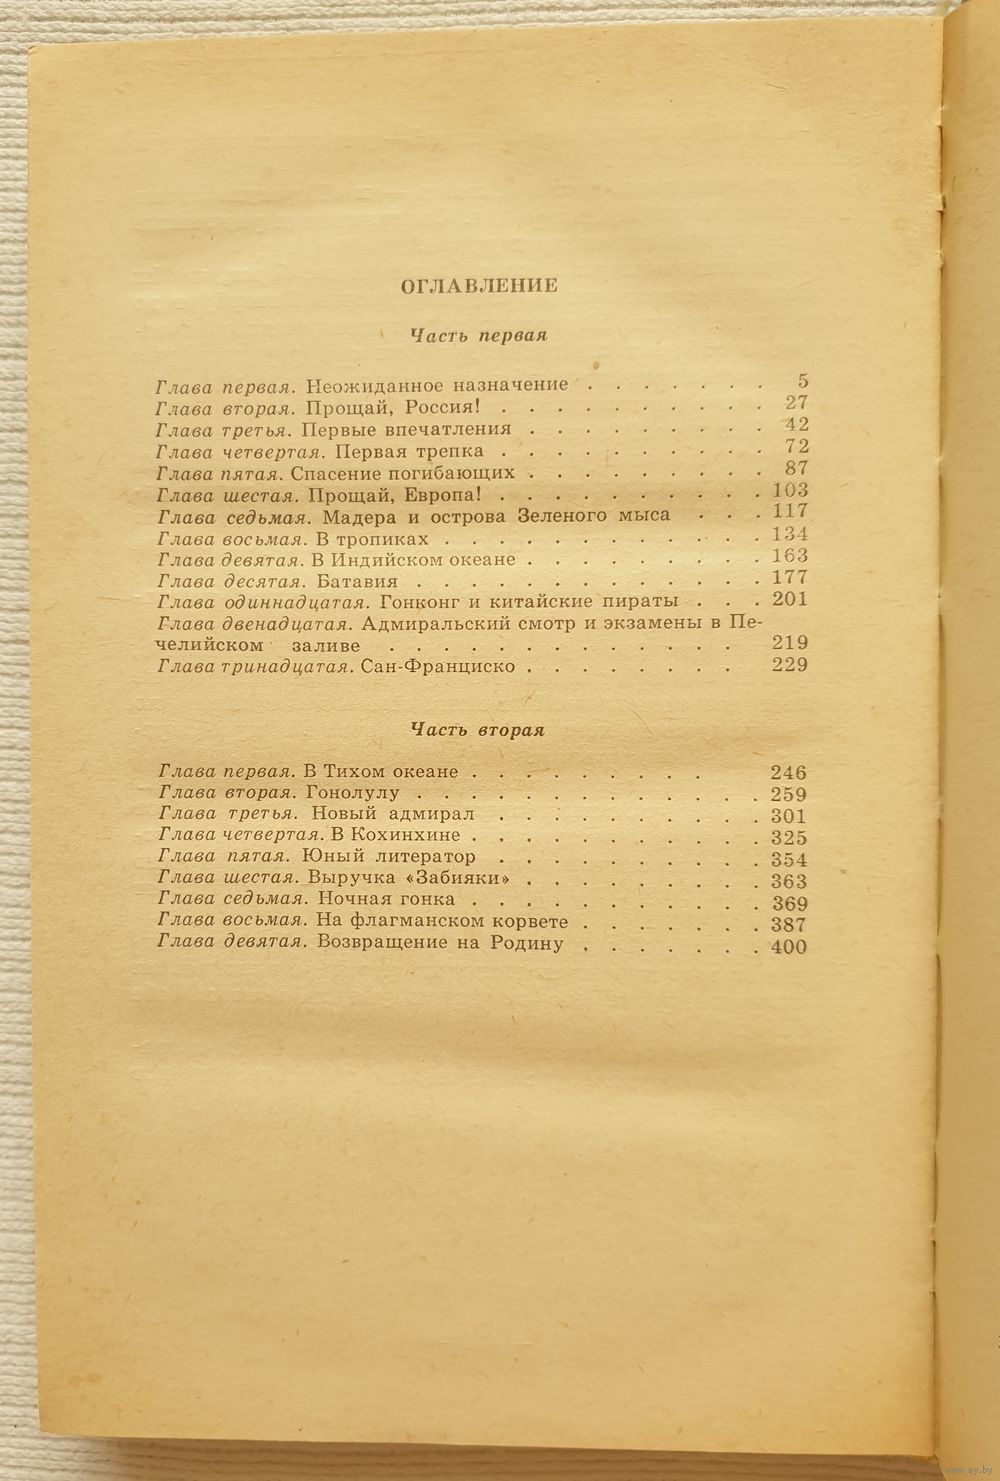 ОГЛАВЛЕНИЕ
Часть первая
Глава первая. Неожиданное назначение . . . . . . . 5
Глава вторая. Прощай, Россия! . . . . . . . . . . 27
Глава третья. Первые впечатления . . . . . . . . . 42
Глава четвертая. Первая трепка . . . . . . . . . . 72
Глава пятая. Спасение погибающих . . . . . . . . . 87
Глава шестая. Прощай, Европа! . . . . . . . . . . 103
Глава седьмая. Мадера и острова Зеленого мыса . . . 117
Глава восьмая. В тропиках . . . . . . . . . . . . 134
Глава девятая. В Индийском океане . . . . . . . . . 163
Глава десятая. Батавия . . . . . . . . . . . . . 177
Глава одиннадцатая. Гонконг и китайские пираты . . . 201
Глава двенадцатая. Адмиральский смотр и экзамены в Пе-
челийском заливе . . . . . . . . . . . . . 219
Глава тринадцатая. Сан-Франциско . . . . . . . . 229
Часть вторая
Глава первая. В Тихом океане . . . . . . . . . 246
Глава вторая. Гонолулу . . . . . . . . . . . . . 259
Глава третья. Новый адмирал . . . . . . . . . . 301
Глава четвертая. В Кохинхине . . . . . . . . . . . 325
Глава пятая. Юный литератор . . . . . . . . . . 354
Глава шестая. Выручка «Забияки» . . . . . . . . . 363
Глава седьмая. Ночная гонка . . . . . . . . . . . 369
Глава восьмая. На флагманском корвете . . . . . . . 387
Глава девятая. Возвращение на Родину . . . . . . . 400
www.ay.by